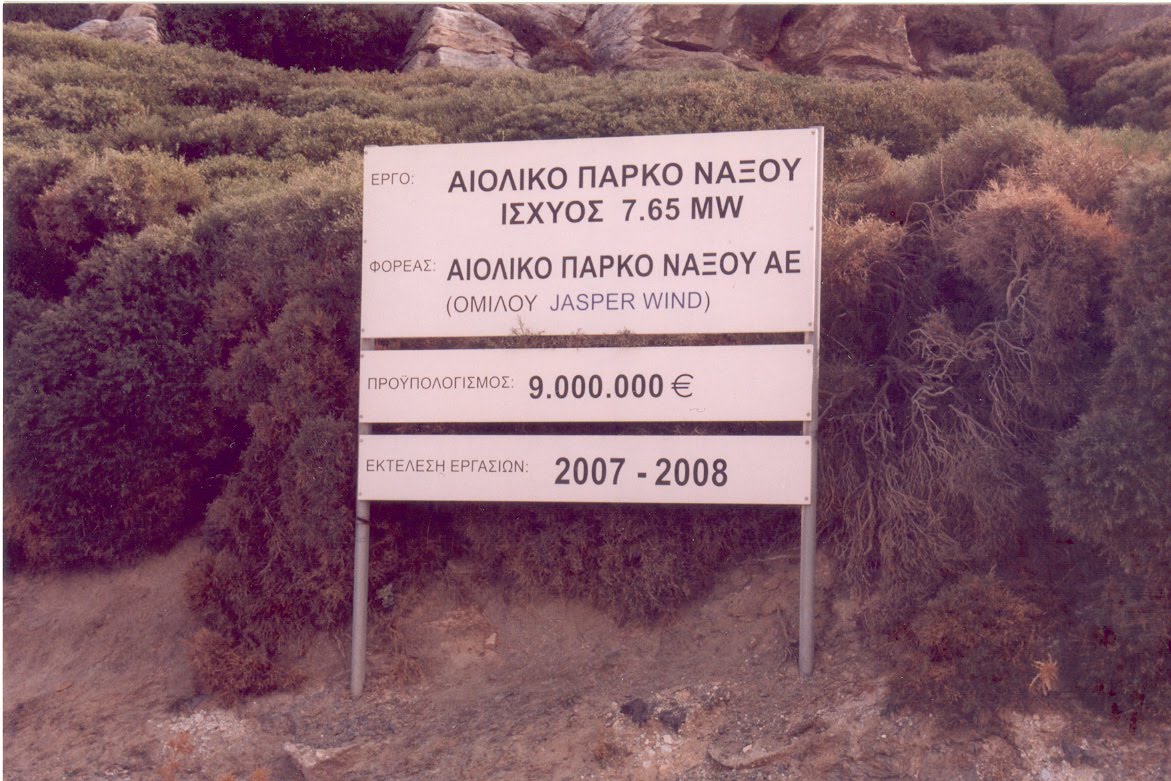 ΕΡΓΟ: ΑΙΟΛΙΚΟ ΠΑΡΚΟ ΝΑΞΟΥ
ΙΣΧΥΟΣ 7.65 MW
ΦΟΡΕΑΣ: ΑΙΟΛΙΚΟ ΠΑΡΚΟ ΝΑΞΟΥ ΑΕ
(ΟΜΙΛΟΥ JASPER WIND)
ΠΡΟΫΠΟΛΟΓΙΣΜΟΣ: 9.000.000 €
ΕΚΤΕΛΕΣΗ ΕΡΓΑΣΙΩΝ: 2007 - 2008